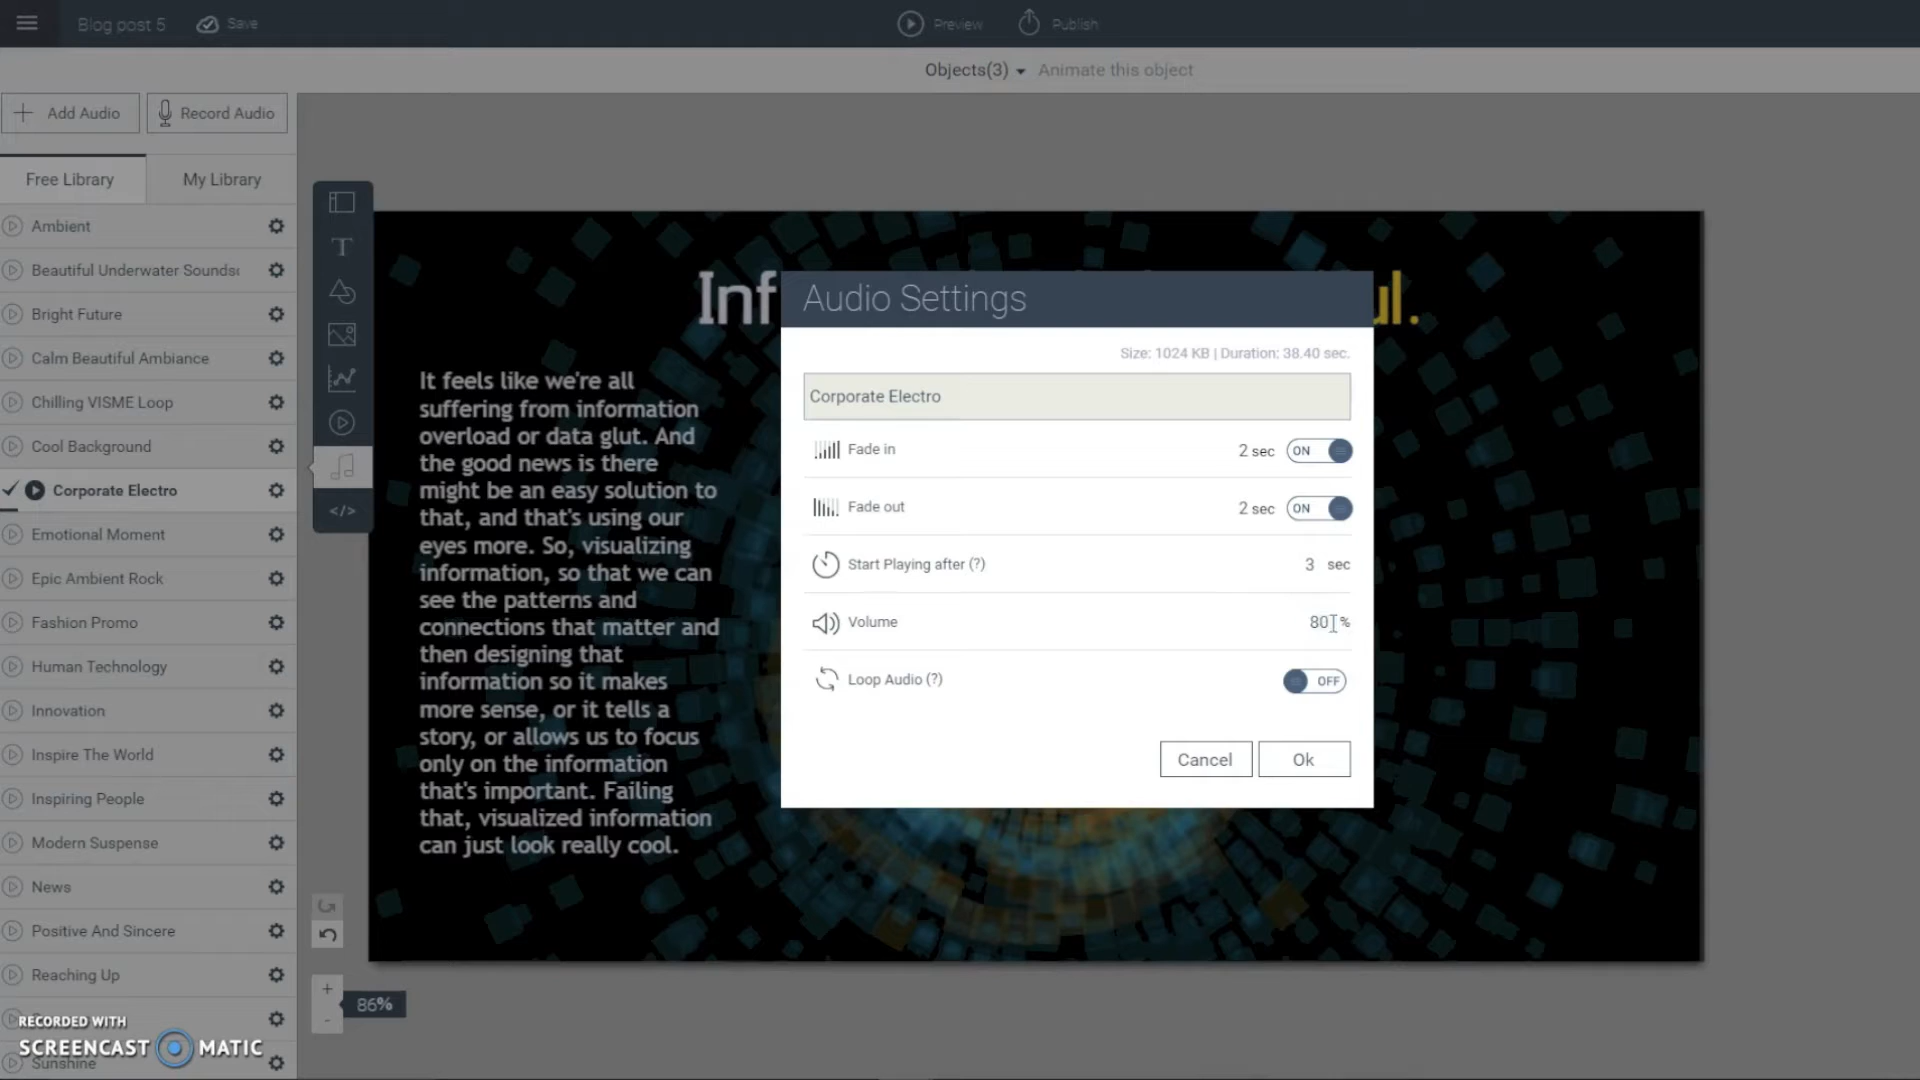 Blog post 5
Save
Preview
Publish
Objects(3)
Animate this object
Add Audio
Record Audio
Free Library
My Library
Ambient
Beautiful Underwater Sounds
Bright Future
Calm Beautiful Ambiance
Chilling VISME Loop
Cool Background
Corporate Electro
Emotional Moment
Epic Ambient Rock
Fashion Promo
Human Technology
Innovation
Inspire The World
Inspiring People
Modern Suspense
News
Positive And Sincere
Reaching Up
Sunshine
RECORDED WITH
SCREENCAST MATIC
T
</>
+
-
86%
Inf
ul.
It feels like we're all
suffering from information
overload or data glut. And
the good news is there
might be an easy solution to
that, and that's using our
eyes more. So, visualizing
information, so that we can
see the patterns and
connections that matter and
then designing that
information so it makes
more sense, or it tells a
story, or allows us to focus
only on the information
that's important. Failing
that, visualized information
can just look really cool.
Audio Settings
Size: 1024 KB | Duration: 38.40 sec.
Corporate Electro
Fade in
2 sec
ON
Fade out
2 sec
ON
Start Playing after (?)
3 sec
Volume
80 %
Loop Audio (?)
OFF
Cancel
Ok